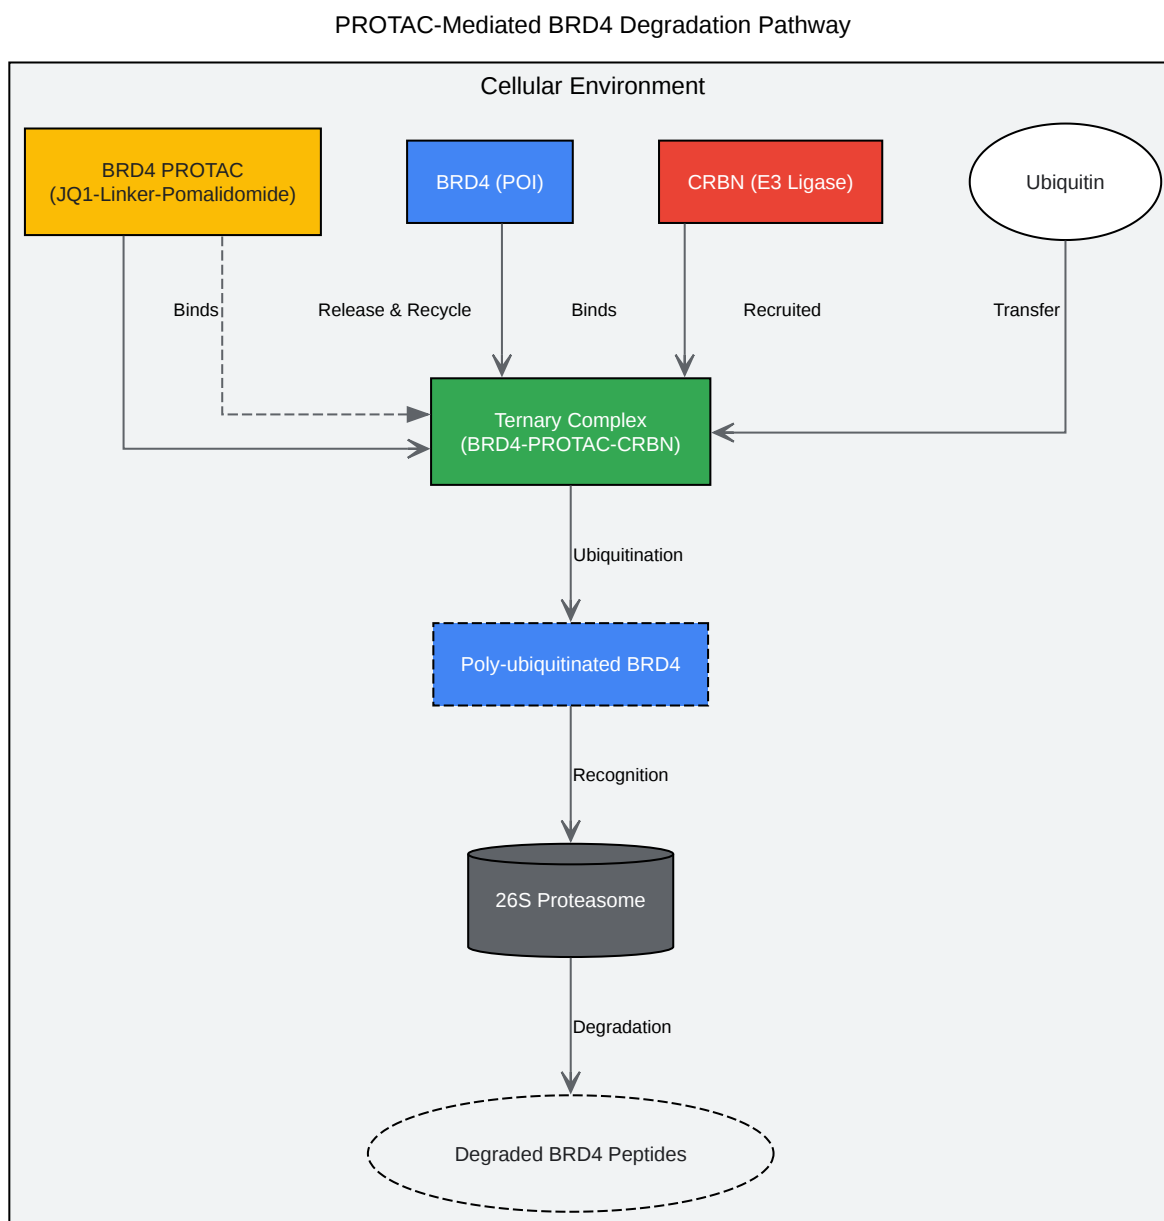 PROTAC-Mediated BRD4 Degradation Pathway
Cellular Environment
BRD4 PROTAC
(JQ1-Linker-Pomalidomide)
BRD4 (POI)
CRBN (E3 Ligase)
Ubiquitin
Binds
Release & Recycle
Binds
Recruited
Transfer
Ternary Complex
(BRD4-PROTAC-CRBN)
Ubiquitination
Poly-ubiquitinated BRD4
Recognition
26S Proteasome
Degradation
Degraded BRD4 Peptides